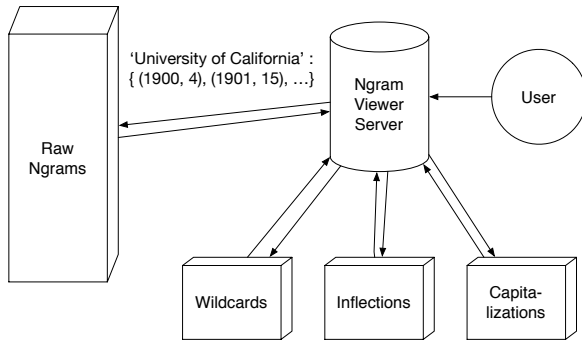 ‘University of California’ :
{ (1900, 4), (1901, 15), …}
Ngram
Viewer
Server
User
Raw
Ngrams
Wildcards
Inflections
Capita-
lizations